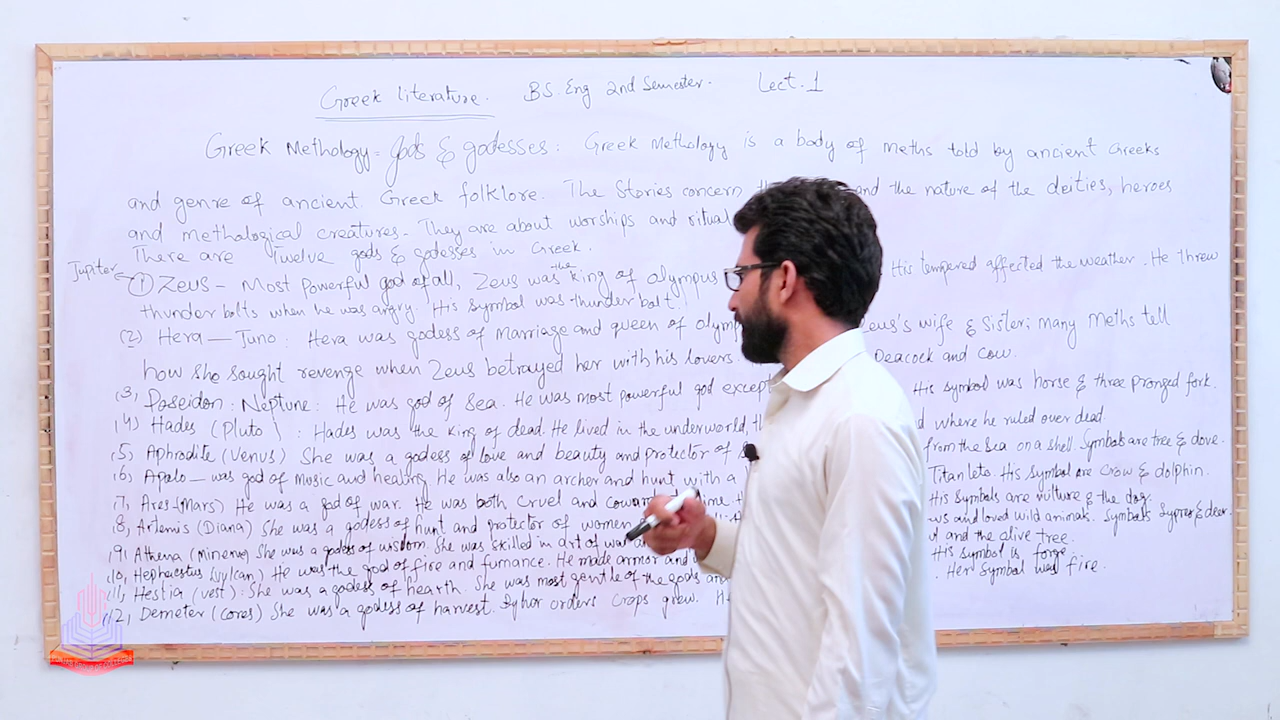 Greek Literature. BS. Eng 2nd Semester. Lect. 1
Greek Methology = gods & godesses : Greek Methology is a body of meths told by ancient Greeks
and genre of ancient Greek folklore. The Stories concern and the nature of the deities, heroes
and methological creatures. They are about worships and ritual
There are Twelve gods & godesses in Greek.
Jupiter
① Zeus - Most powerful god of all, Zeus was the king of olympus His tempered affected the weather. He threw
thunder bolts when he was angry. His symbol was thunder bolt.
(2) Hera — Juno : Hera was godess of Marriage and queen of olymp Zeus's wife & Sister; many Meths tell
how she sought revenge when Zeus betrayed her with his lovers. Peacock and cow.
(3) Poseidon : Neptune : He was god of Sea. He was most powerful god except His symbol was horse & three pronged fork.
(4) Hades (Pluto) : Hades was the King of dead. He lived in the underworld where he ruled over dead.
(5) Aphrodite (Venus) She was a godess of love and beauty and protector of from the sea on a shell. Symbols are tree & dove.
(6) Apolo — was god of Music and healing He was also an archer and hunt with a Titan leto. His symbol are Crow & dolphin.
(7) Ares (Mars) He was a god of war. He was both Cruel and Coward His Symbols are vulture & the dog.
(8) Artemis (Diana) She was a godess of hunt and protector of women and loved wild animals. Symbols Sypres & dear.
(9) Athena (Minerva) She was a godess of wisdom. She was skilled in art of war and the olive tree.
(10) Hephaestus (Vulcan) He was the god of fire and furnance. He made armor and His symbol is forge.
(11) Hestia (vest) : She was a godess of hearth. She was most gentle of the gods and . Her Symbol was fire.
(12) Demeter (Cores) She was a godess of harvest. By her orders Crops grew.